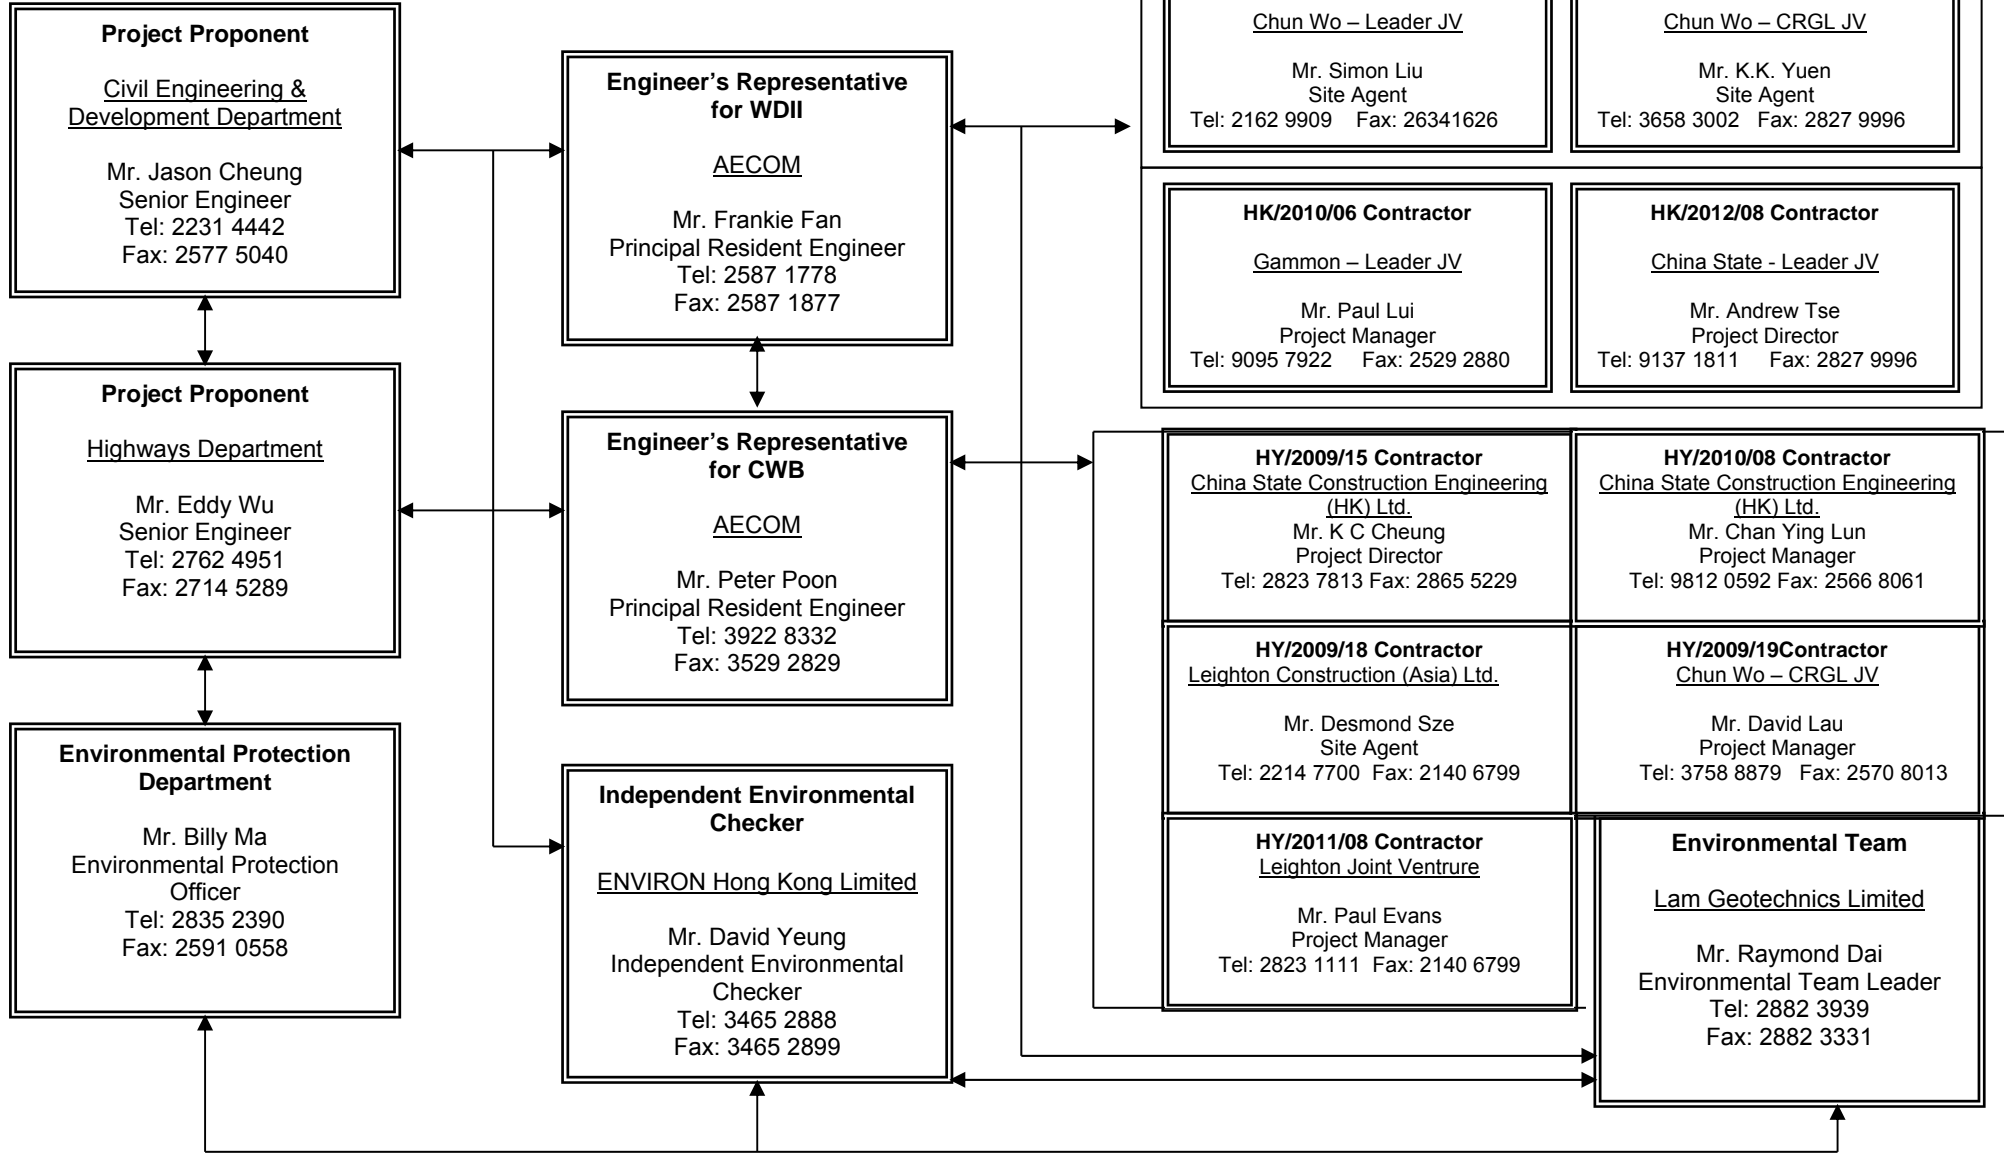 Project Proponent
Civil Engineering &
Development Department
Mr. Jason Cheung
Senior Engineer
Tel: 2231 4442
Fax: 2577 5040
Project Proponent
Highways Department
Mr. Eddy Wu
Senior Engineer
Tel: 2762 4951
Fax: 2714 5289
Environmental Protection
Department
Mr. Billy Ma
Environmental Protection
Officer
Tel: 2835 2390
Fax: 2591 0558
Engineer's Representative
for WDII
AECOM
Mr. Frankie Fan
Principal Resident Engineer
Tel: 2587 1778
Fax: 2587 1877
Engineer's Representative
for CWB
AECOM
Mr. Peter Poon
Principal Resident Engineer
Tel: 3922 8332
Fax: 3529 2829
Independent Environmental
Checker
ENVIRON Hong Kong Limited
Mr. David Yeung
Independent Environmental
Checker
Tel: 3465 2888
Fax: 3465 2899
Chun Wo – Leader JV
Mr. Simon Liu
Site Agent
Tel: 2162 9909 Fax: 26341626
Chun Wo – CRGL JV
Mr. K.K. Yuen
Site Agent
Tel: 3658 3002 Fax: 2827 9996
HK/2010/06 Contractor
Gammon – Leader JV
Mr. Paul Lui
Project Manager
Tel: 9095 7922 Fax: 2529 2880
HK/2012/08 Contractor
China State - Leader JV
Mr. Andrew Tse
Project Director
Tel: 9137 1811 Fax: 2827 9996
HY/2009/15 Contractor
China State Construction Engineering
(HK) Ltd.
Mr. K C Cheung
Project Director
Tel: 2823 7813 Fax: 2865 5229
HY/2010/08 Contractor
China State Construction Engineering
(HK) Ltd.
Mr. Chan Ying Lun
Project Manager
Tel: 9812 0592 Fax: 2566 8061
HY/2009/18 Contractor
Leighton Construction (Asia) Ltd.
Mr. Desmond Sze
Site Agent
Tel: 2214 7700 Fax: 2140 6799
HY/2009/19Contractor
Chun Wo – CRGL JV
Mr. David Lau
Project Manager
Tel: 3758 8879 Fax: 2570 8013
HY/2011/08 Contractor
Leighton Joint Ventrure
Mr. Paul Evans
Project Manager
Tel: 2823 1111 Fax: 2140 6799
Environmental Team
Lam Geotechnics Limited
Mr. Raymond Dai
Environmental Team Leader
Tel: 2882 3939
Fax: 2882 3331